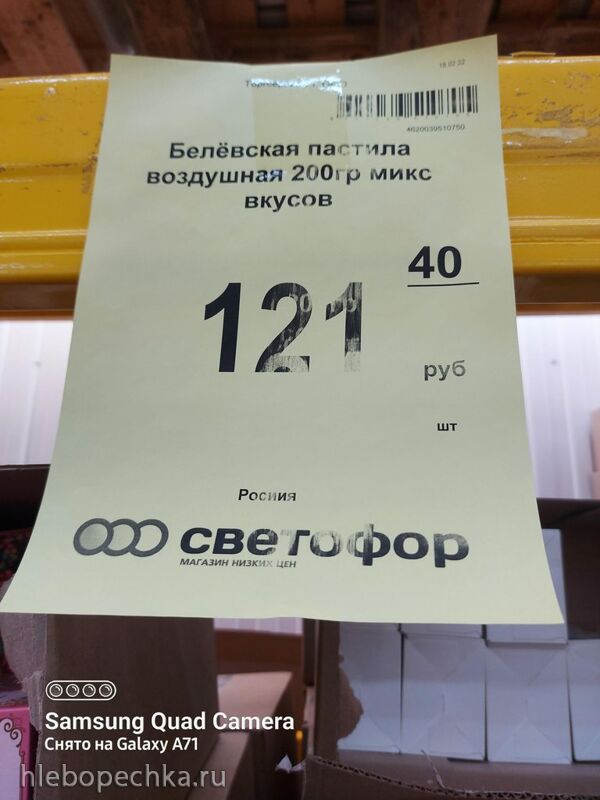 18.02.22
4620039510750
Белёвская пастила
воздушная 200гр микс
вкусов
121
40
руб
шт
Росиия
светофор
МАГАЗИН НИЗКИХ ЦЕН
Samsung Quad Camera
Снято на Galaxy A71
hlebopechka.ru